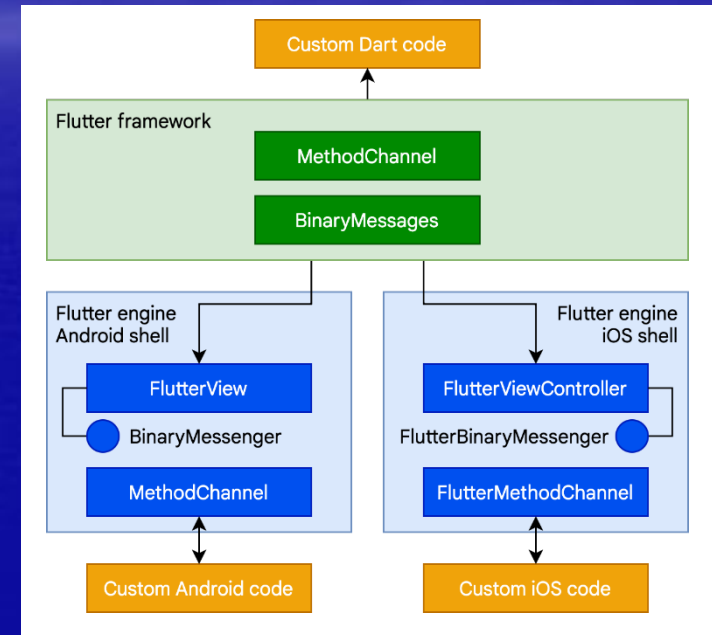 Custom Dart code
Flutter framework
MethodChannel
BinaryMessages
Flutter engine
Android shell
FlutterView
BinaryMessenger
MethodChannel
Custom Android code
Flutter engine
iOS shell
FlutterViewController
FlutterBinaryMessenger
FlutterMethodChannel
Custom iOS code